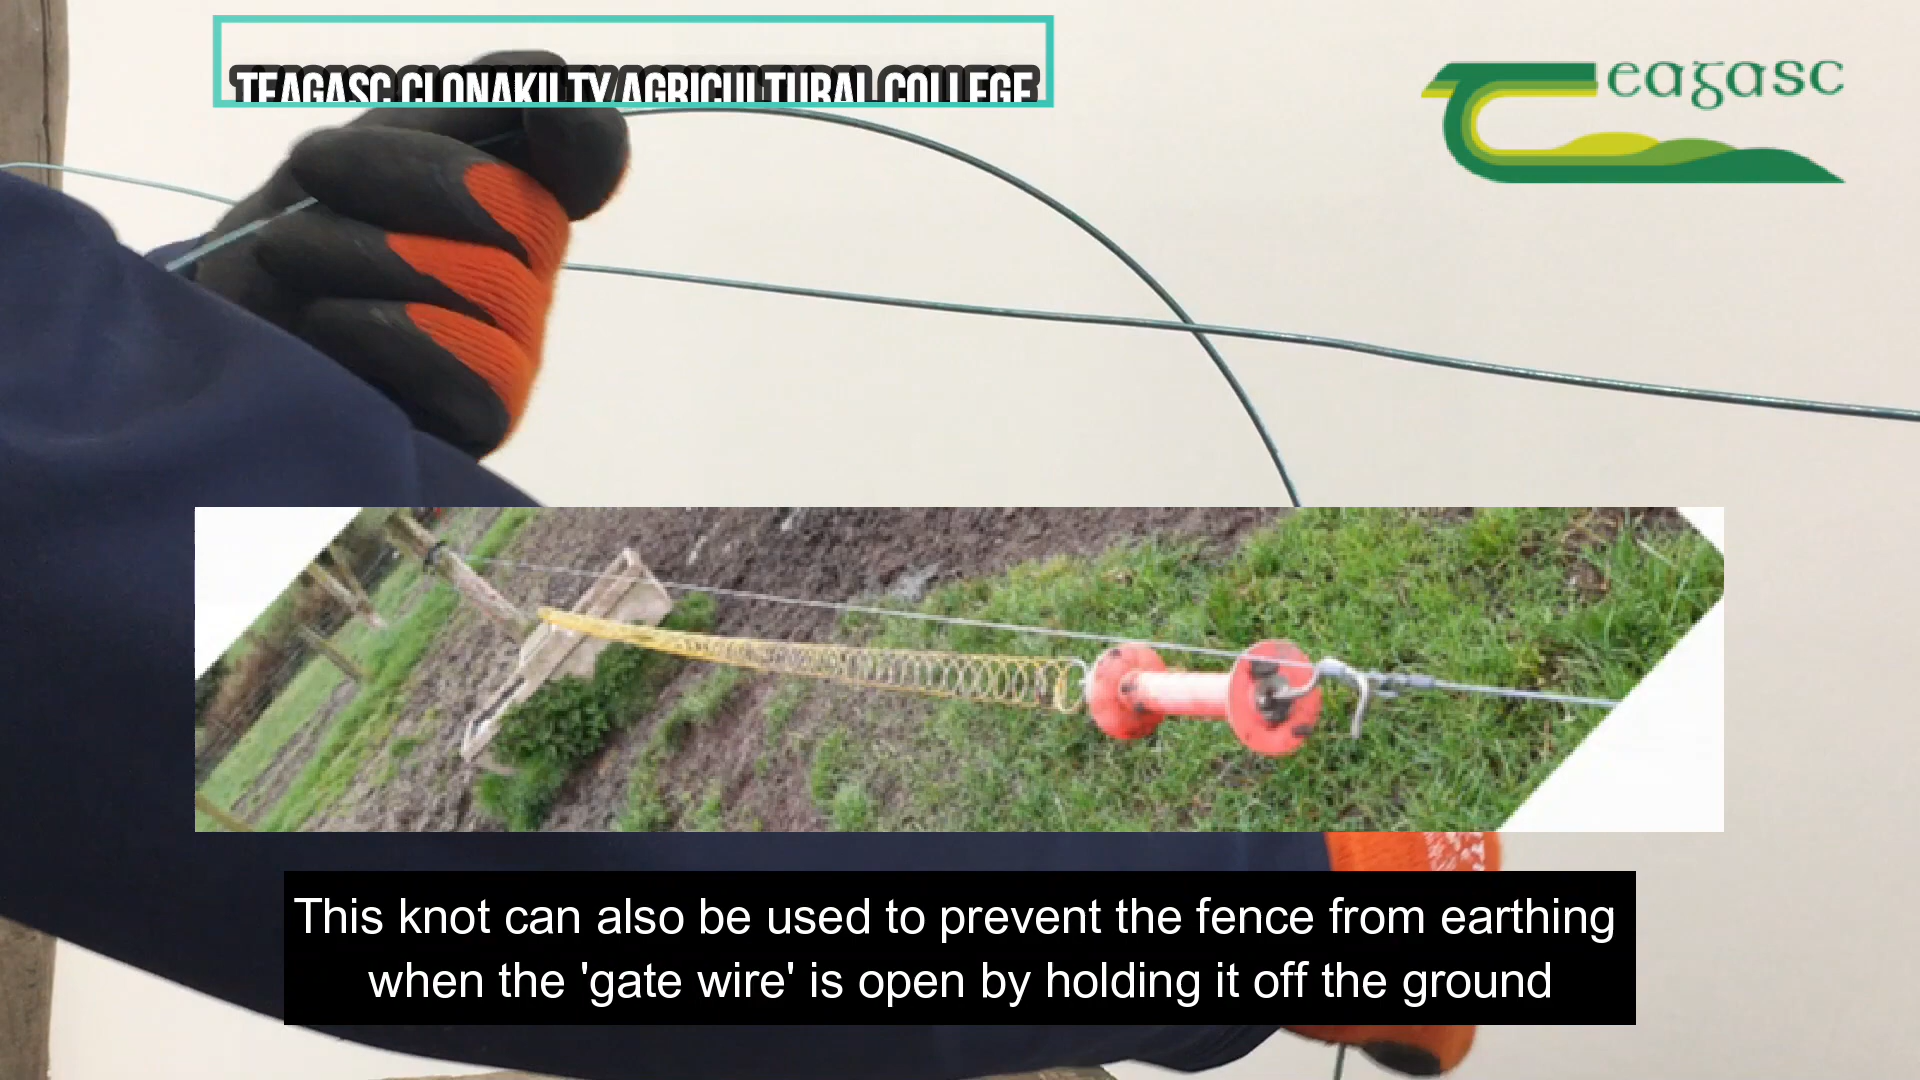 TEAGASC CLONAKILTY AGRICULTURAL COLLEGE
Teagasc
This knot can also be used to prevent the fence from earthing
when the 'gate wire' is open by holding it off the ground